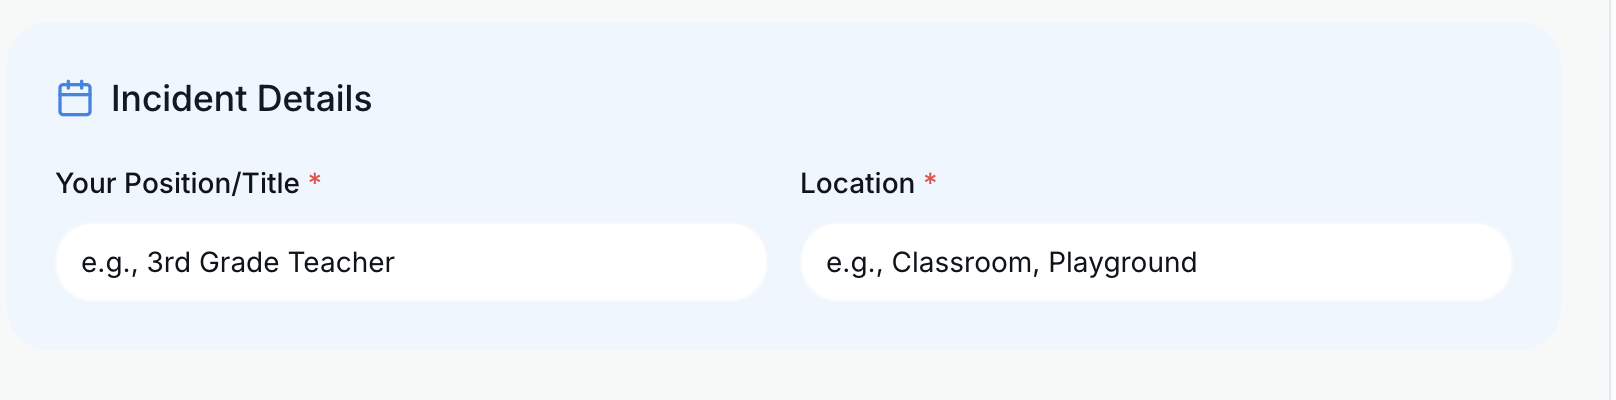 Incident Details
Your Position/Title *
Location *
e.g., 3rd Grade Teacher
e.g., Classroom, Playground